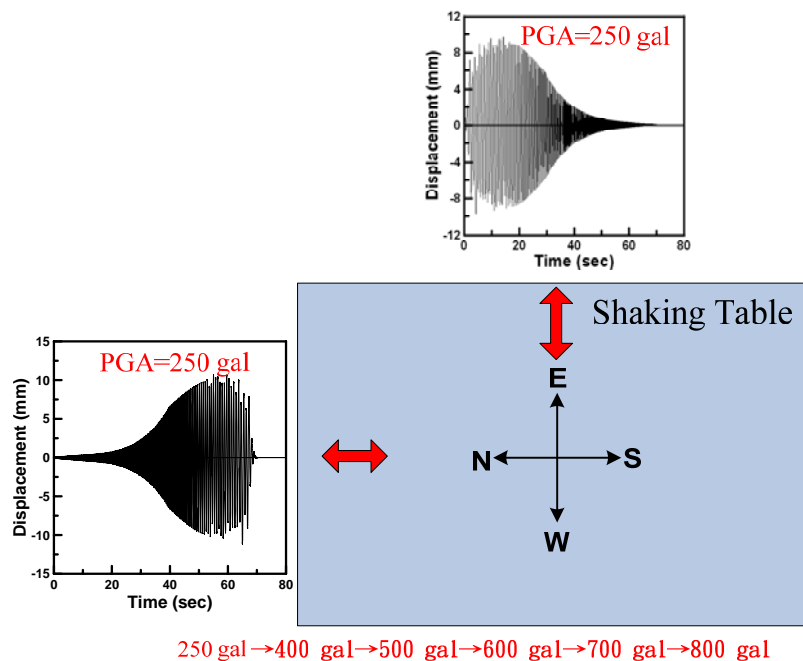 12
8
4
0
-4
-8
-12
Displacement (mm)
PGA=250 gal
0 20 40 60 80
Time (sec)
Shaking Table
E
N S
W
15
10
5
0
-5
-10
-15
Displacement (mm)
PGA=250 gal
0 20 40 60 80
Time (sec)
250 gal→400 gal→500 gal→600 gal→700 gal→800 gal